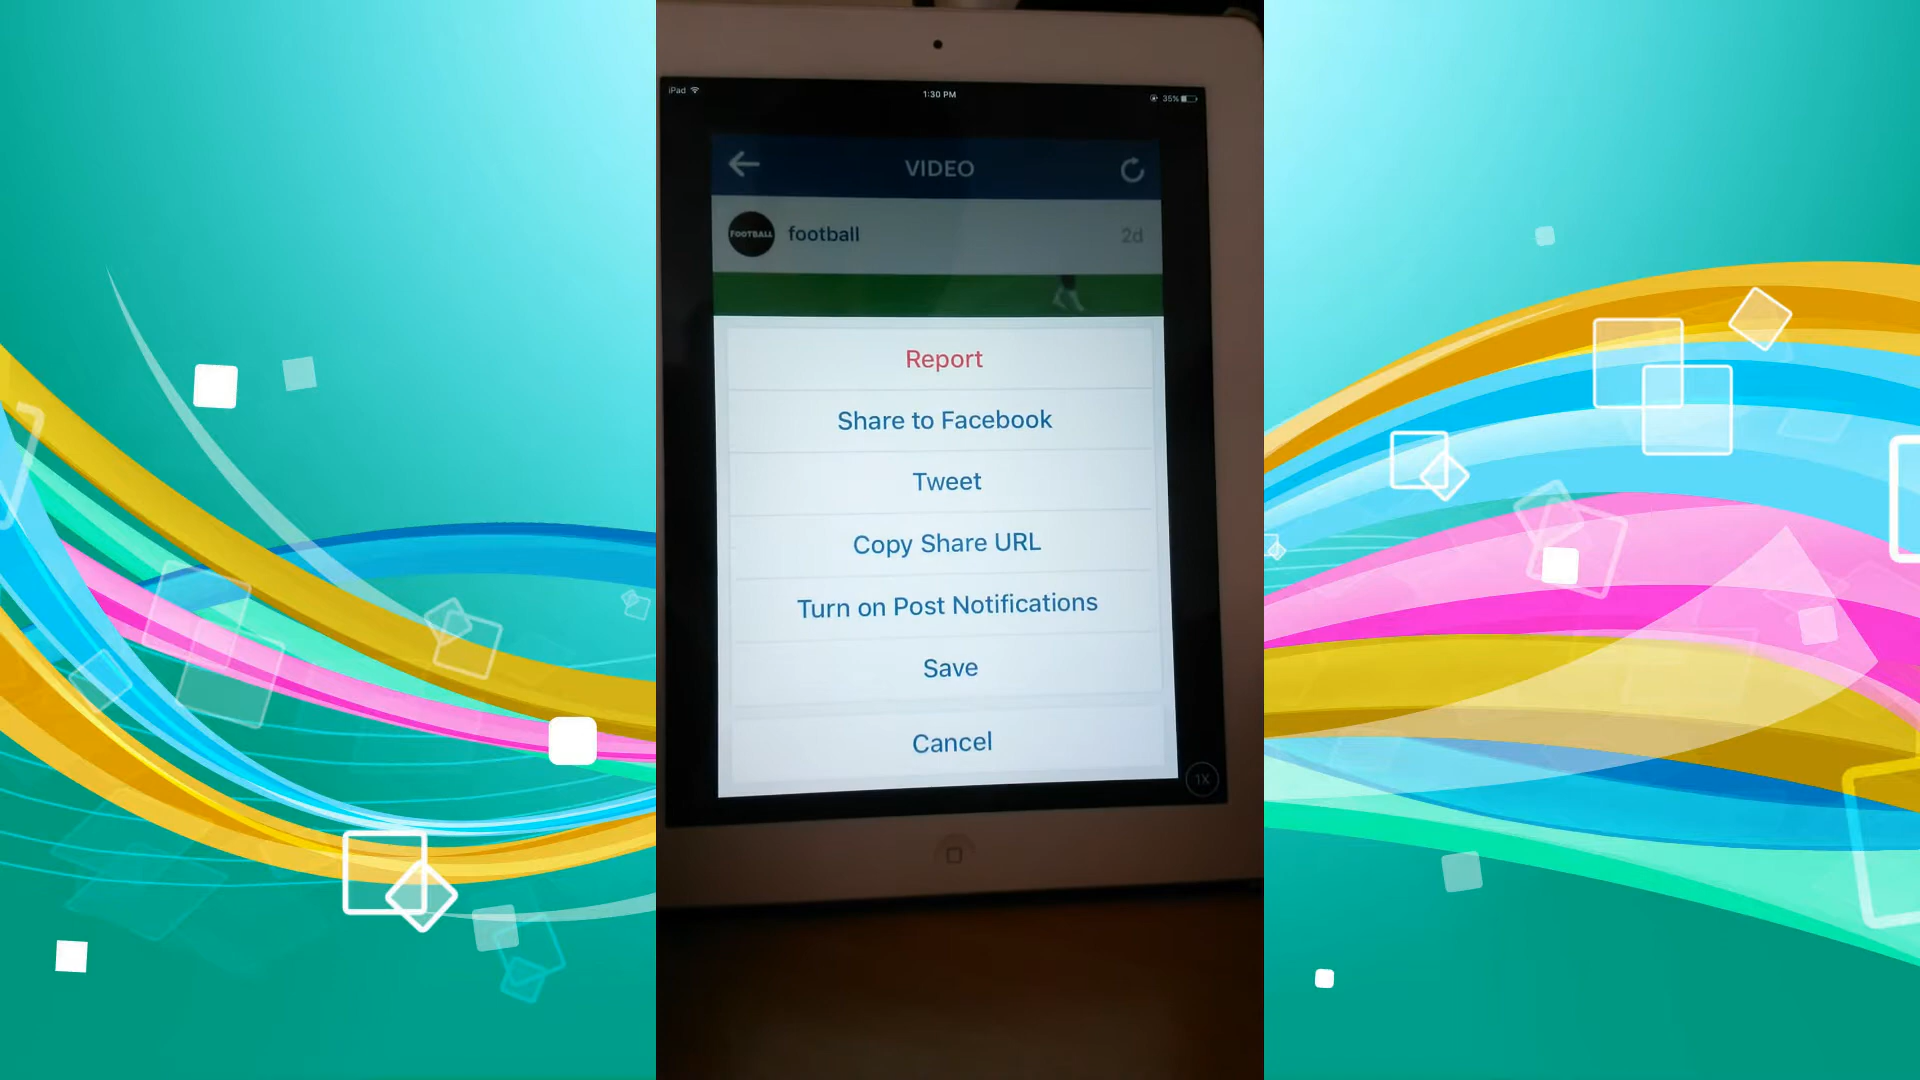 iPad
1:30 PM
35%
VIDEO
FOOTBALL
football
2d
Report
Share to Facebook
Tweet
Copy Share URL
Turn on Post Notifications
Save
Cancel
1X